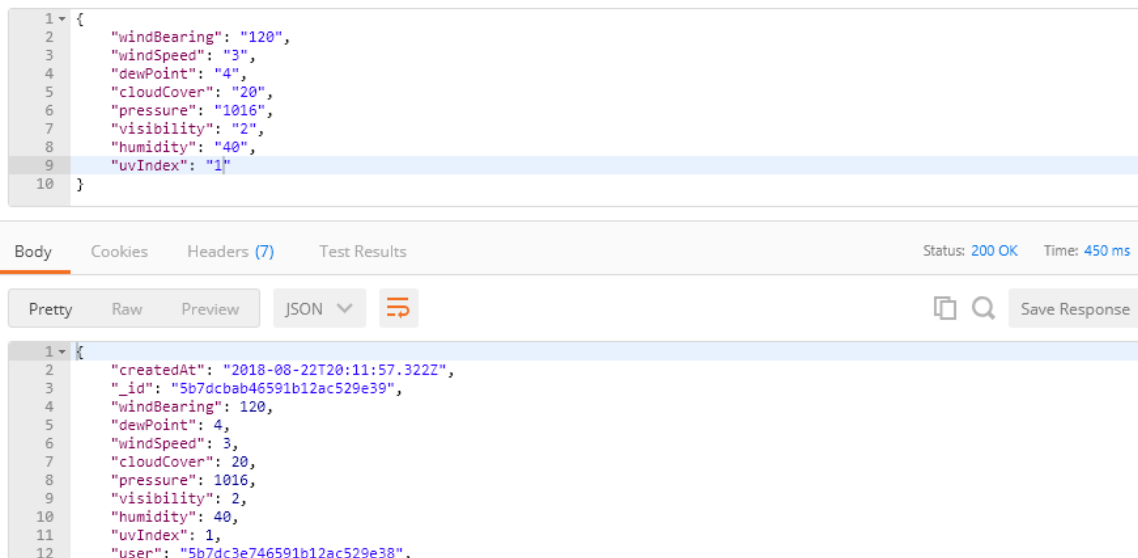 1 {
2 "windBearing": "120",
3 "windSpeed": "3",
4 "dewPoint": "4",
5 "cloudCover": "20",
6 "pressure": "1016",
7 "visibility": "2",
8 "humidity": "40",
9 "uvIndex": "1"
10 }
Body Cookies Headers (7) Test Results Status: 200 OK Time: 450 ms
Pretty Raw Preview JSON Save Response
1 {
2 "createdAt": "2018-08-22T20:11:57.322Z",
3 "_id": "5b7dcbab46591b12ac529e39",
4 "windBearing": 120,
5 "dewPoint": 4,
6 "windSpeed": 3,
7 "cloudCover": 20,
8 "pressure": 1016,
9 "visibility": 2,
10 "humidity": 40,
11 "uvIndex": 1,
12 "user": "5b7dc3e746591b12ac529e38",